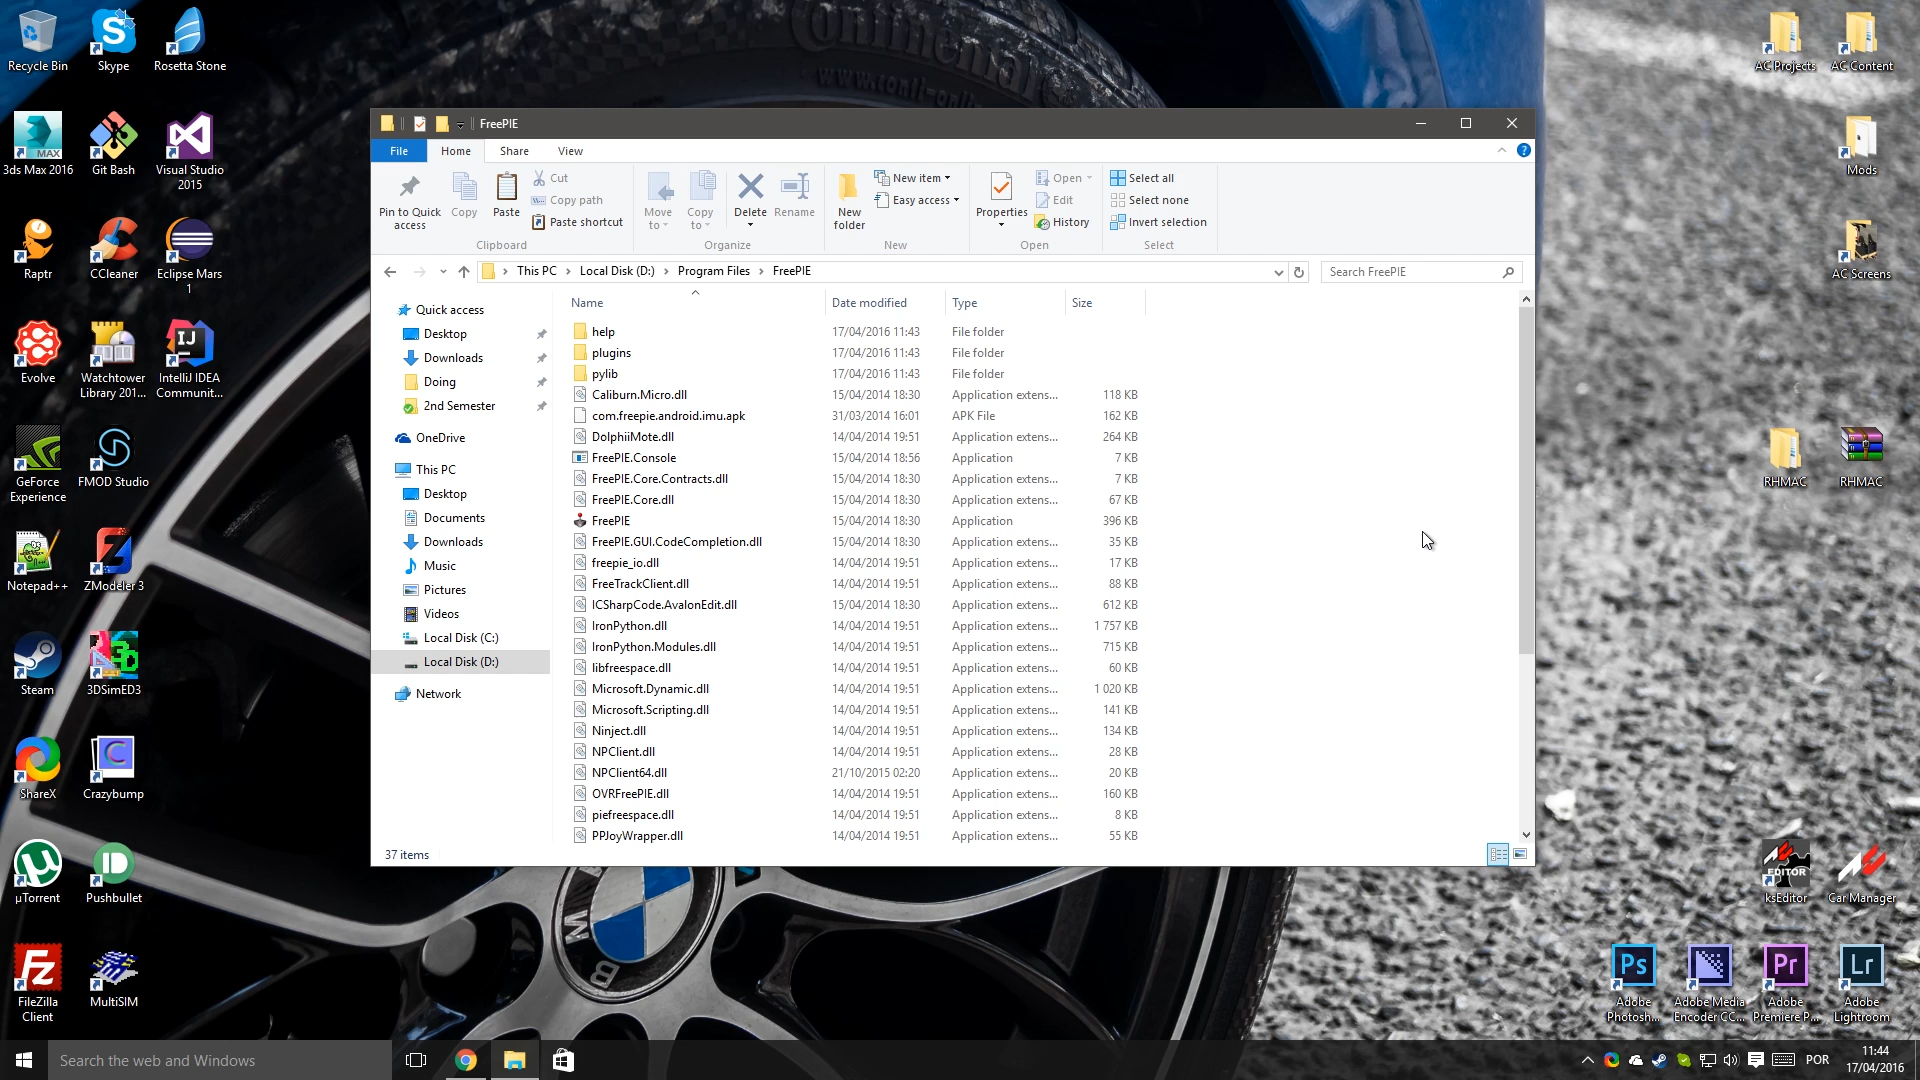 Recycle Bin
Skype
Rosetta Stone
3ds Max 2016
Git Bash
Visual Studio
2015
Raptr
CCleaner
Eclipse Mars
1
Evolve
Watchtower
Library 201...
IntelliJ IDEA
Communit...
GeForce
Experience
FMOD Studio
Notepad++
ZModeler 3
Steam
3DSimED3
ShareX
Crazybump
µTorrent
Pushbullet
FileZilla
Client
MultiSIM
Continental
FreePIE
File
Home
Share
View
Pin to Quick
access
Copy
Paste
Cut
Copy path
Paste shortcut
Clipboard
Move
to
Copy
to
Delete
Rename
Organize
New
folder
New item
Easy access
New
Properties
Open
Edit
History
Open
Select all
Select none
Invert selection
Select
This PC
Local Disk (D:)
Program Files
FreePIE
Search FreePIE
Quick access
Desktop
Downloads
Doing
2nd Semester
OneDrive
This PC
Desktop
Documents
Downloads
Music
Pictures
Videos
Local Disk (C:)
Local Disk (D:)
Network
Name Date modified Type Size
help 17/04/2016 11:43 File folder
plugins 17/04/2016 11:43 File folder
pylib 17/04/2016 11:43 File folder
Caliburn.Micro.dll 15/04/2014 18:30 Application extens... 118 KB
com.freepie.android.imu.apk 31/03/2014 16:01 APK File 162 KB
DolphiiMote.dll 14/04/2014 19:51 Application extens... 264 KB
FreePIE.Console 15/04/2014 18:56 Application 7 KB
FreePIE.Core.Contracts.dll 15/04/2014 18:30 Application extens... 7 KB
FreePIE.Core.dll 15/04/2014 18:30 Application extens... 67 KB
FreePIE 15/04/2014 18:30 Application 396 KB
FreePIE.GUI.CodeCompletion.dll 15/04/2014 18:30 Application extens... 35 KB
freepie_io.dll 14/04/2014 19:51 Application extens... 17 KB
FreeTrackClient.dll 14/04/2014 19:51 Application extens... 88 KB
ICSharpCode.AvalonEdit.dll 15/04/2014 18:30 Application extens... 612 KB
IronPython.dll 14/04/2014 19:51 Application extens... 1 757 KB
IronPython.Modules.dll 14/04/2014 19:51 Application extens... 715 KB
libfreespace.dll 14/04/2014 19:51 Application extens... 60 KB
Microsoft.Dynamic.dll 14/04/2014 19:51 Application extens... 1 020 KB
Microsoft.Scripting.dll 14/04/2014 19:51 Application extens... 141 KB
Ninject.dll 14/04/2014 19:51 Application extens... 134 KB
NPClient.dll 14/04/2014 19:51 Application extens... 28 KB
NPClient64.dll 21/10/2015 02:20 Application extens... 20 KB
OVRFreePIE.dll 14/04/2014 19:51 Application extens... 160 KB
piefreespace.dll 14/04/2014 19:51 Application extens... 8 KB
PPJoyWrapper.dll 14/04/2014 19:51 Application extens... 55 KB
37 items
AC Projects
AC Content
Mods
AC Screens
RHMAC
RHMAC
EDITOR
ksEditor
Car Manager
Ps
Adobe
Photosh...
Adobe Media
Encoder CC...
Pr
Adobe
Premiere P...
Lr
Adobe
Lightroom
Search the web and Windows
POR
11:44
17/04/2016